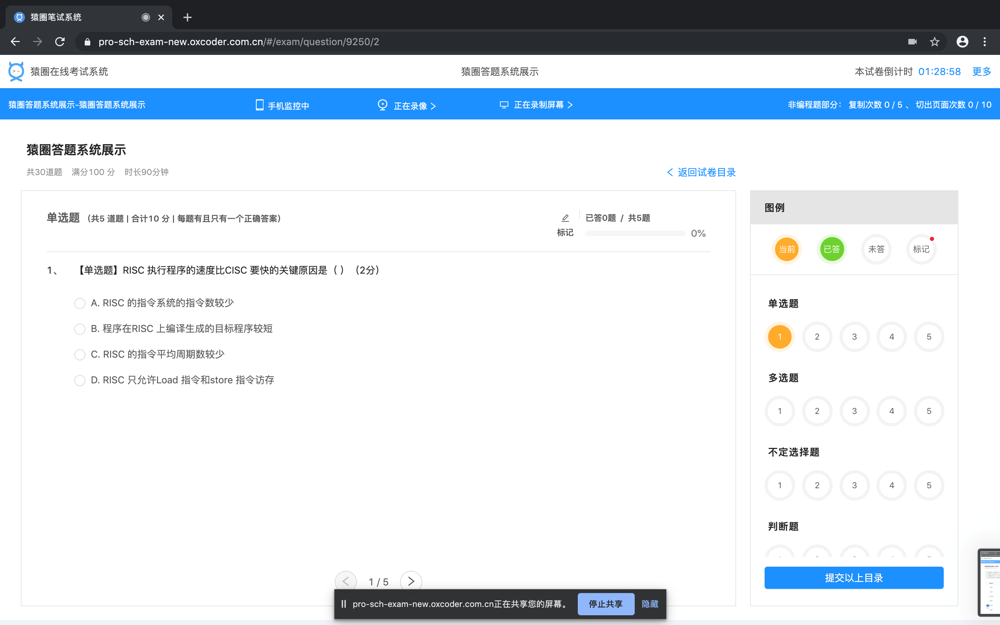 猿圈笔试系统
pro-sch-exam-new.oxcoder.com.cn/#/exam/question/9250/2
猿圈在线考试系统
猿圈答题系统展示
本试卷倒计时 01:28:58 更多
猿圈答题系统展示-猿圈答题系统展示
手机监控中
正在录像 >
正在录制屏幕 >
非编程题部分： 复制次数 0 / 5 、 切出页面次数 0 / 10
猿圈答题系统展示
共30道题 满分100 分 时长90分钟
< 返回试卷目录
单选题 （共5 道题 | 合计10 分 | 每题有且只有一个正确答案）
标记
已答0题 / 共5题
0%
1、 【单选题】RISC 执行程序的速度比CISC 要快的关键原因是（ ）（2分）
A. RISC 的指令系统的指令数较少
B. 程序在RISC 上编译生成的目标程序较短
C. RISC 的指令平均周期数较少
D. RISC 只允许Load 指令和store 指令访存
1 / 5
图例
当前 已答 未答 标记
单选题
1 2 3 4 5
多选题
1 2 3 4 5
不定选择题
1 2 3 4 5
判断题
提交以上目录
pro-sch-exam-new.oxcoder.com.cn正在共享您的屏幕。 停止共享 隐藏